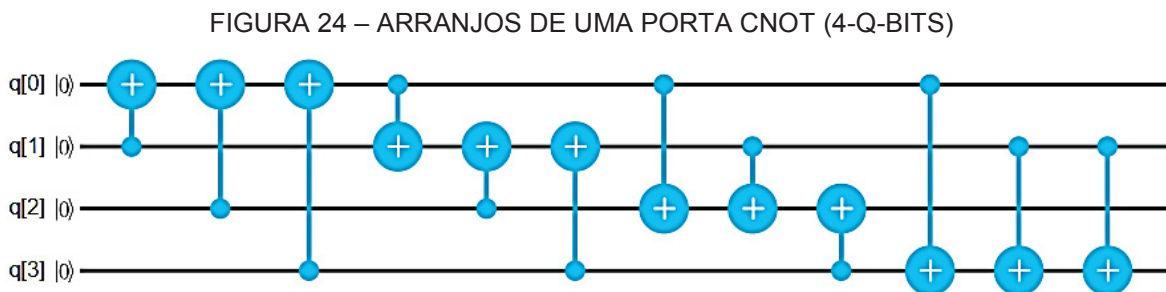 FIGURA 24 – ARRANJOS DE UMA PORTA CNOT (4-Q-BITS)
q[0] |0⟩
q[1] |0⟩
q[2] |0⟩
q[3] |0⟩